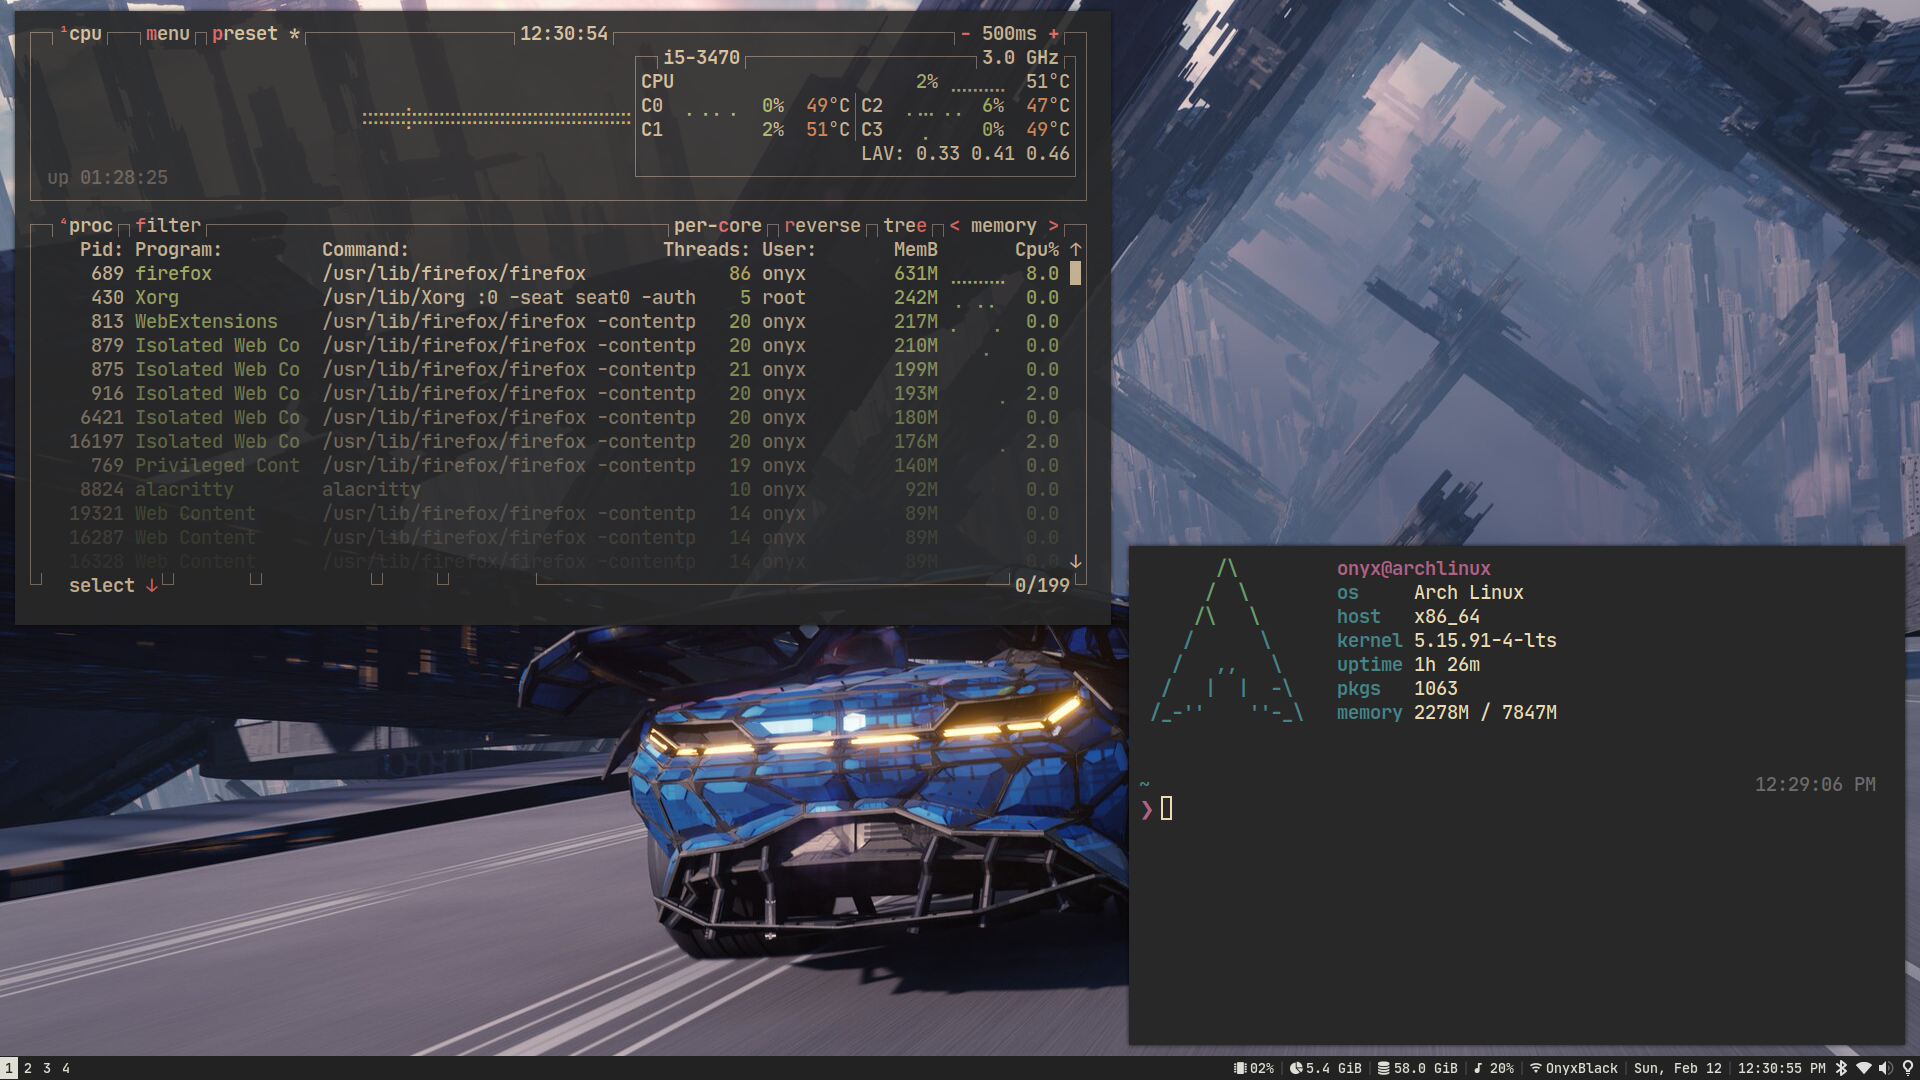 ¹cpu menu preset * 12:30:54 - 500ms +
i5-3470 3.0 GHz
CPU 2% 51°C
C0 0% 49°C C2 6% 47°C
C1 2% 51°C C3 0% 49°C
LAV: 0.33 0.41 0.46
up 01:28:25
⁴proc filter per-core reverse tree < memory >
Pid: Program: Command: Threads: User: MemB Cpu% ↑
689 firefox /usr/lib/firefox/firefox 86 onyx 631M 8.0
430 Xorg /usr/lib/Xorg :0 -seat seat0 -auth 5 root 242M 0.0
813 WebExtensions /usr/lib/firefox/firefox -contentp 20 onyx 217M 0.0
879 Isolated Web Co /usr/lib/firefox/firefox -contentp 20 onyx 210M 0.0
875 Isolated Web Co /usr/lib/firefox/firefox -contentp 21 onyx 199M 0.0
916 Isolated Web Co /usr/lib/firefox/firefox -contentp 20 onyx 193M 2.0
6421 Isolated Web Co /usr/lib/firefox/firefox -contentp 20 onyx 180M 0.0
16197 Isolated Web Co /usr/lib/firefox/firefox -contentp 20 onyx 176M 2.0
769 Privileged Cont /usr/lib/firefox/firefox -contentp 19 onyx 140M 0.0
8824 alacritty alacritty 10 onyx 92M 0.0
19321 Web Content /usr/lib/firefox/firefox -contentp 14 onyx 89M 0.0
16287 Web Content /usr/lib/firefox/firefox -contentp 14 onyx 89M 0.0
16328 Web Content /usr/lib/firefox/firefox -contentp 14 onyx 89M 0.0 ↓
select ↓ 0/199
onyx@archlinux
os Arch Linux
host x86_64
kernel 5.15.91-4-lts
uptime 1h 26m
pkgs 1063
memory 2278M / 7847M
~ 12:29:06 PM
❯
1 2 3 4 02% 5.4 GiB 58.0 GiB 20% OnyxBlack Sun, Feb 12 12:30:55 PM